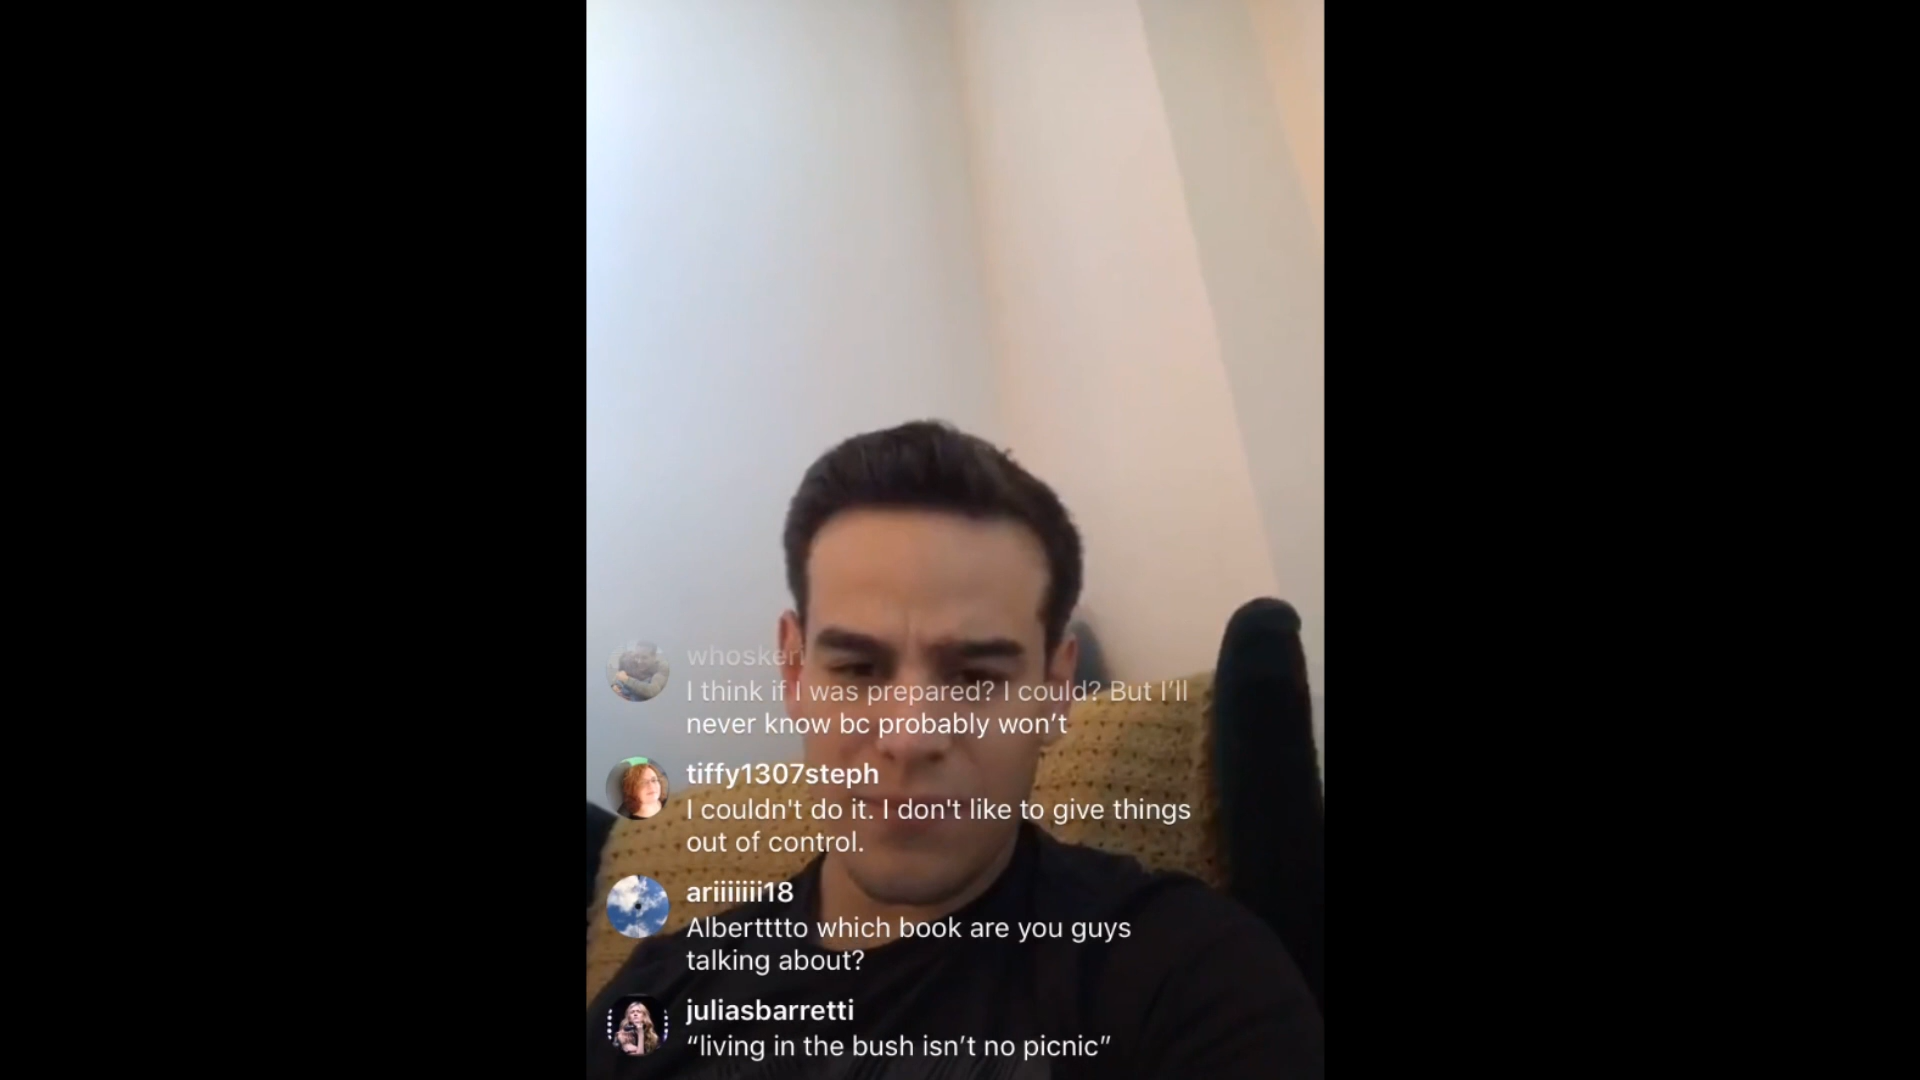 whoskeri
I think if I was prepared? I could? But I’ll
never know bc probably won’t
tiffy1307steph
I couldn't do it. I don't like to give things
out of control.
ariiiiiii18
Albertttto which book are you guys
talking about?
juliasbarretti
“living in the bush isn’t no picnic”